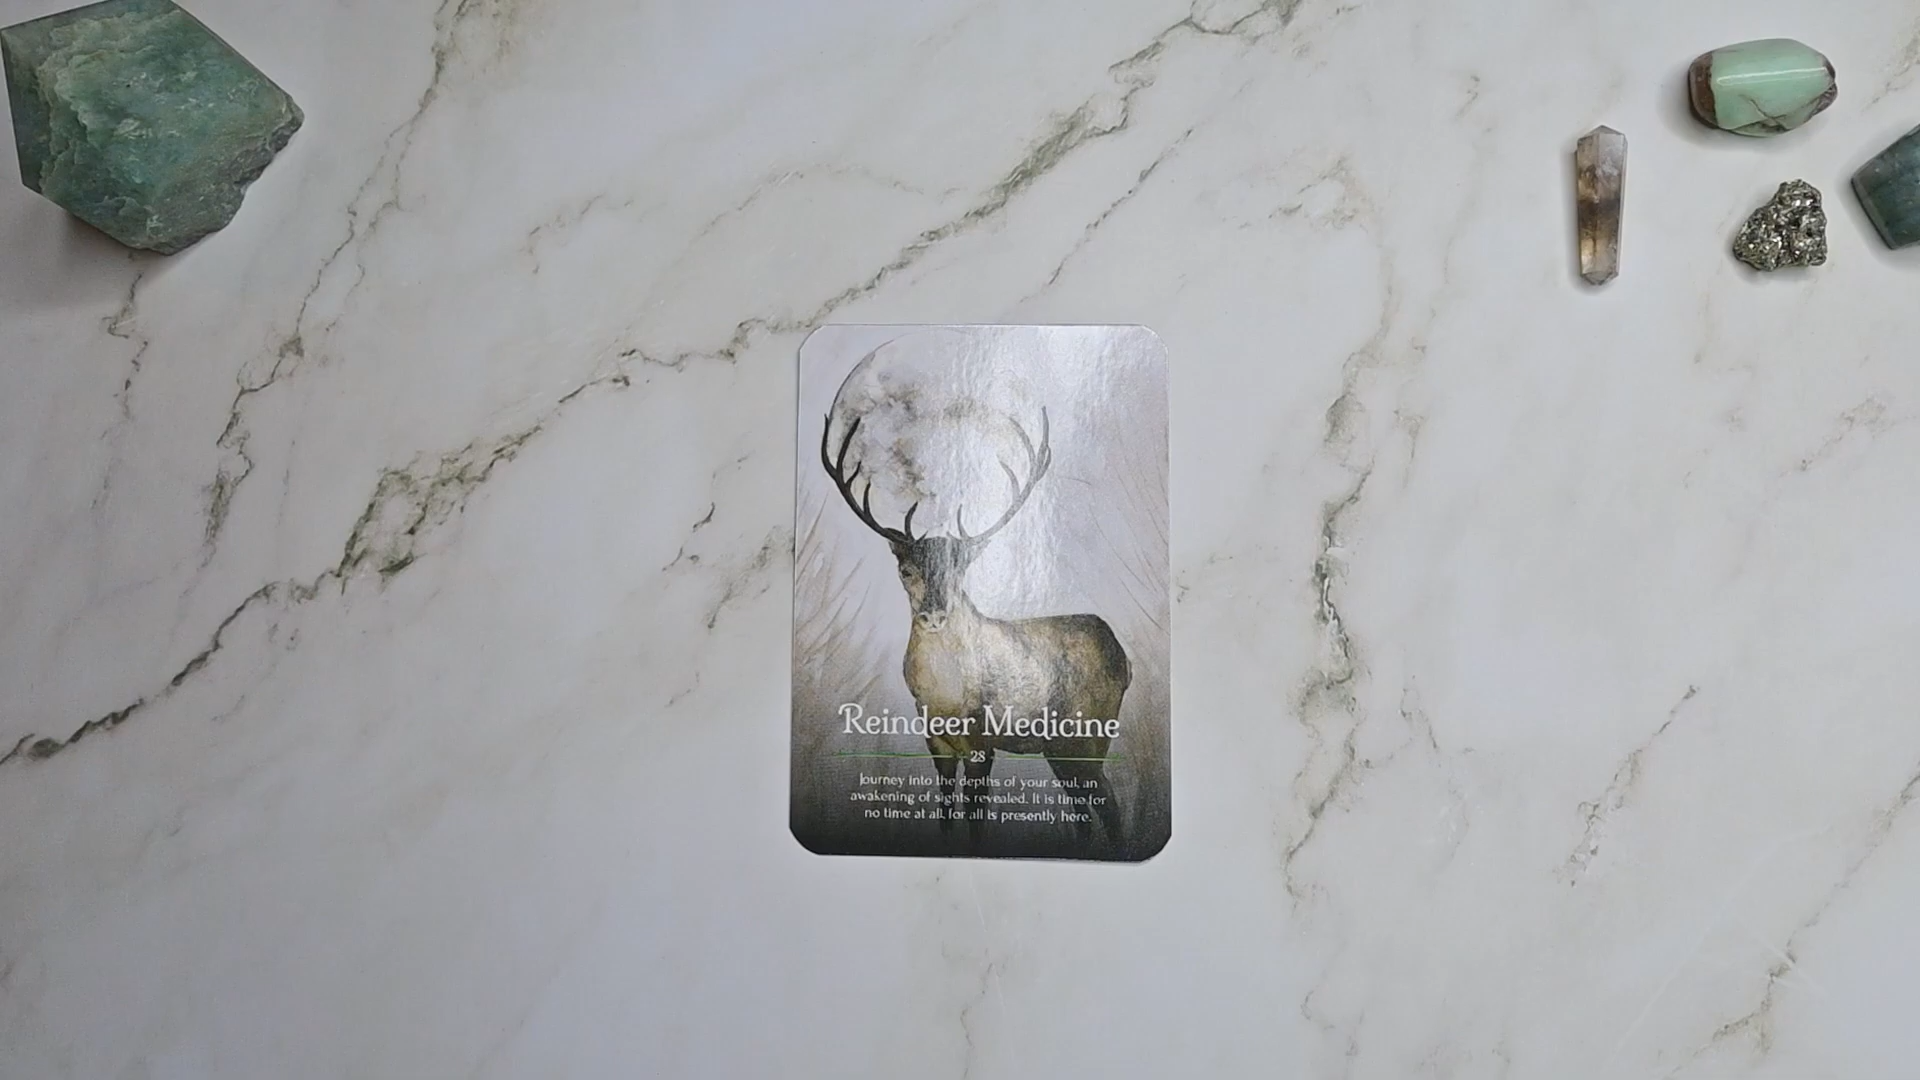 Reindeer Medicine
28
Journey into the depths of your soul, an
awakening of sights revealed. It is time for
no time at all, for all is presently here.